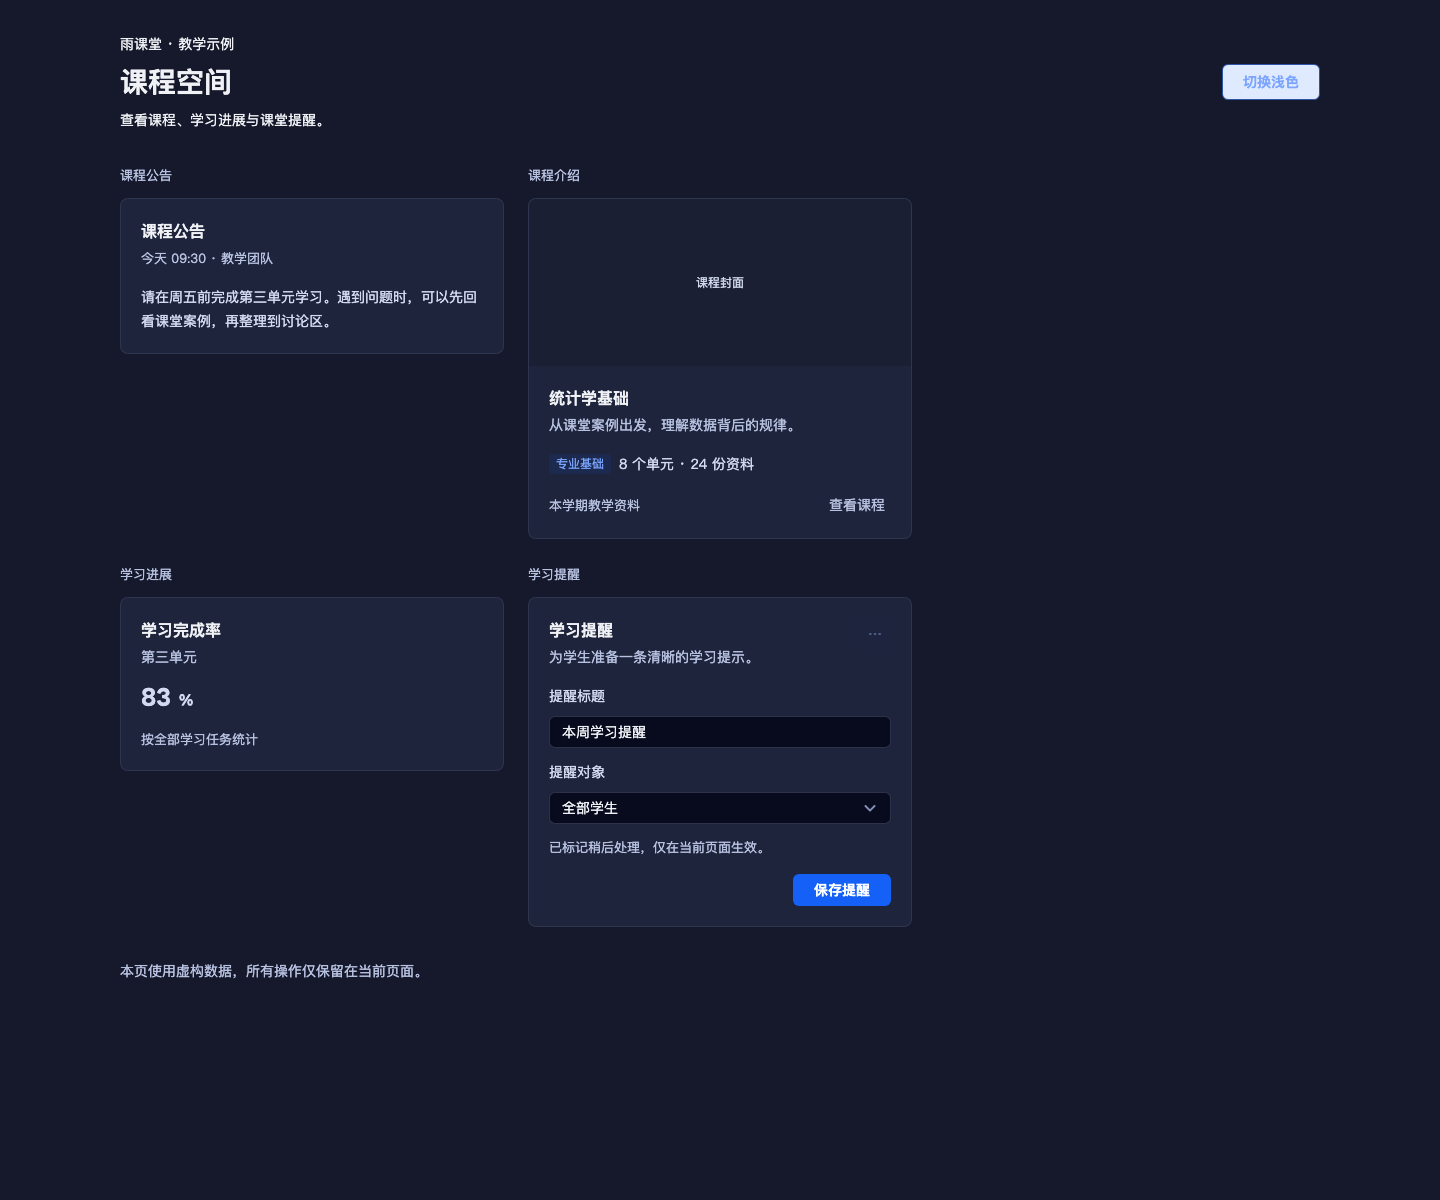 雨课堂 · 教学示例
课程空间
切换浅色
查看课程、学习进展与课堂提醒。
课程公告
课程公告
今天 09:30 · 教学团队
请在周五前完成第三单元学习。遇到问题时，可以先回
看课堂案例，再整理到讨论区。
课程介绍
课程封面
统计学基础
从课堂案例出发，理解数据背后的规律。
专业基础 8 个单元 · 24 份资料
本学期教学资料 查看课程
学习进展
学习完成率
第三单元
83 %
按全部学习任务统计
学习提醒
学习提醒 ...
为学生准备一条清晰的学习提示。
提醒标题
本周学习提醒
提醒对象
全部学生
已标记稍后处理，仅在当前页面生效。
保存提醒
本页使用虚构数据，所有操作仅保留在当前页面。